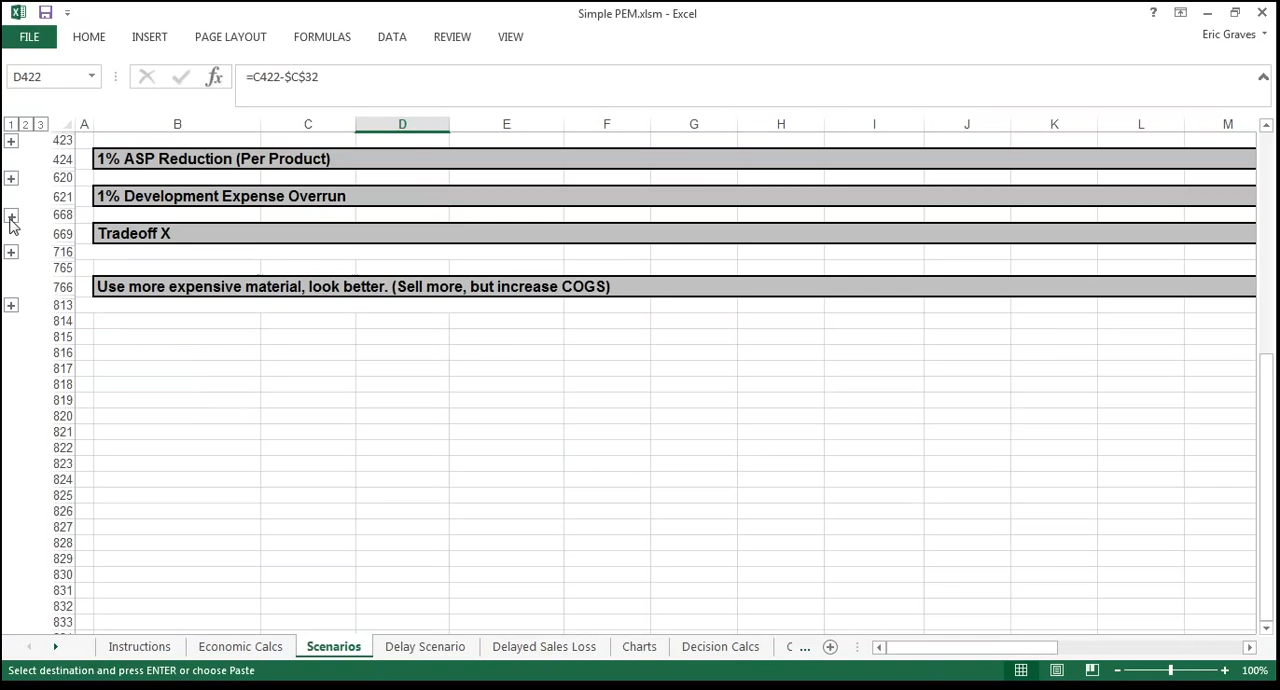 Simple PEM.xlsm - Excel
?
FILE HOME INSERT PAGE LAYOUT FORMULAS DATA REVIEW VIEW Eric Graves
D422 fx =C422-$C$32
1 2 3 A B C D E F G H I J K L M
423
424 1% ASP Reduction (Per Product)
620
621 1% Development Expense Overrun
668
669 Tradeoff X
716
765
766 Use more expensive material, look better. (Sell more, but increase COGS)
813
814
815
816
817
818
819
820
821
822
823
824
825
826
827
828
829
830
831
832
833
Instructions Economic Calcs Scenarios Delay Scenario Delayed Sales Loss Charts Decision Calcs C ...
Select destination and press ENTER or choose Paste 100%